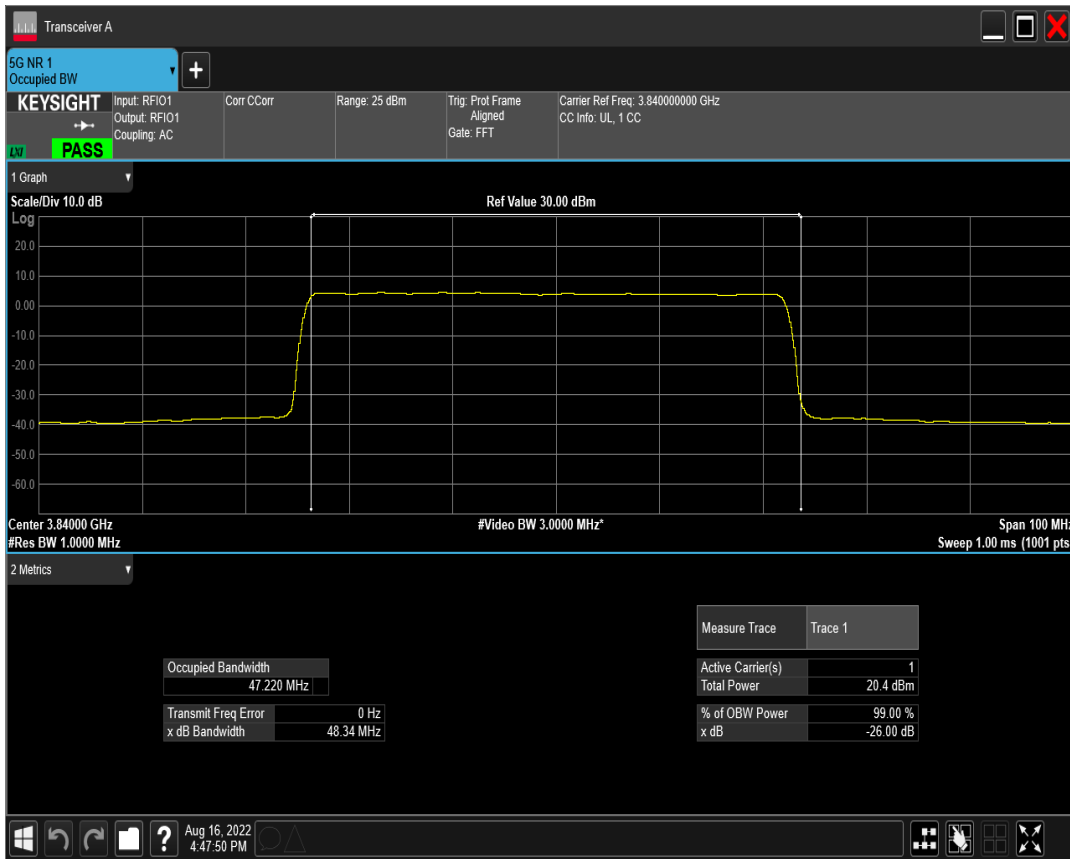 Transceiver A
5G NR 1
Occupied BW
+
KEYSIGHT
LXI
PASS
Input: RFIO1
Output: RFIO1
Coupling: AC
Corr CCorr
Range: 25 dBm
Trig: Prot Frame
Aligned
Gate: FFT
Carrier Ref Freq: 3.840000000 GHz
CC Info: UL, 1 CC
1 Graph
Scale/Div 10.0 dB
Ref Value 30.00 dBm
Log
20.0
10.0
0.00
-10.0
-20.0
-30.0
-40.0
-50.0
-60.0
Center 3.84000 GHz
#Video BW 3.0000 MHz*
Span 100 MHz
#Res BW 1.0000 MHz
Sweep 1.00 ms (1001 pts
2 Metrics
Measure Trace Trace 1
Occupied Bandwidth
47.220 MHz
Active Carrier(s) 1
Total Power 20.4 dBm
Transmit Freq Error 0 Hz
x dB Bandwidth 48.34 MHz
% of OBW Power 99.00 %
x dB -26.00 dB
?
Aug 16, 2022
4:47:50 PM